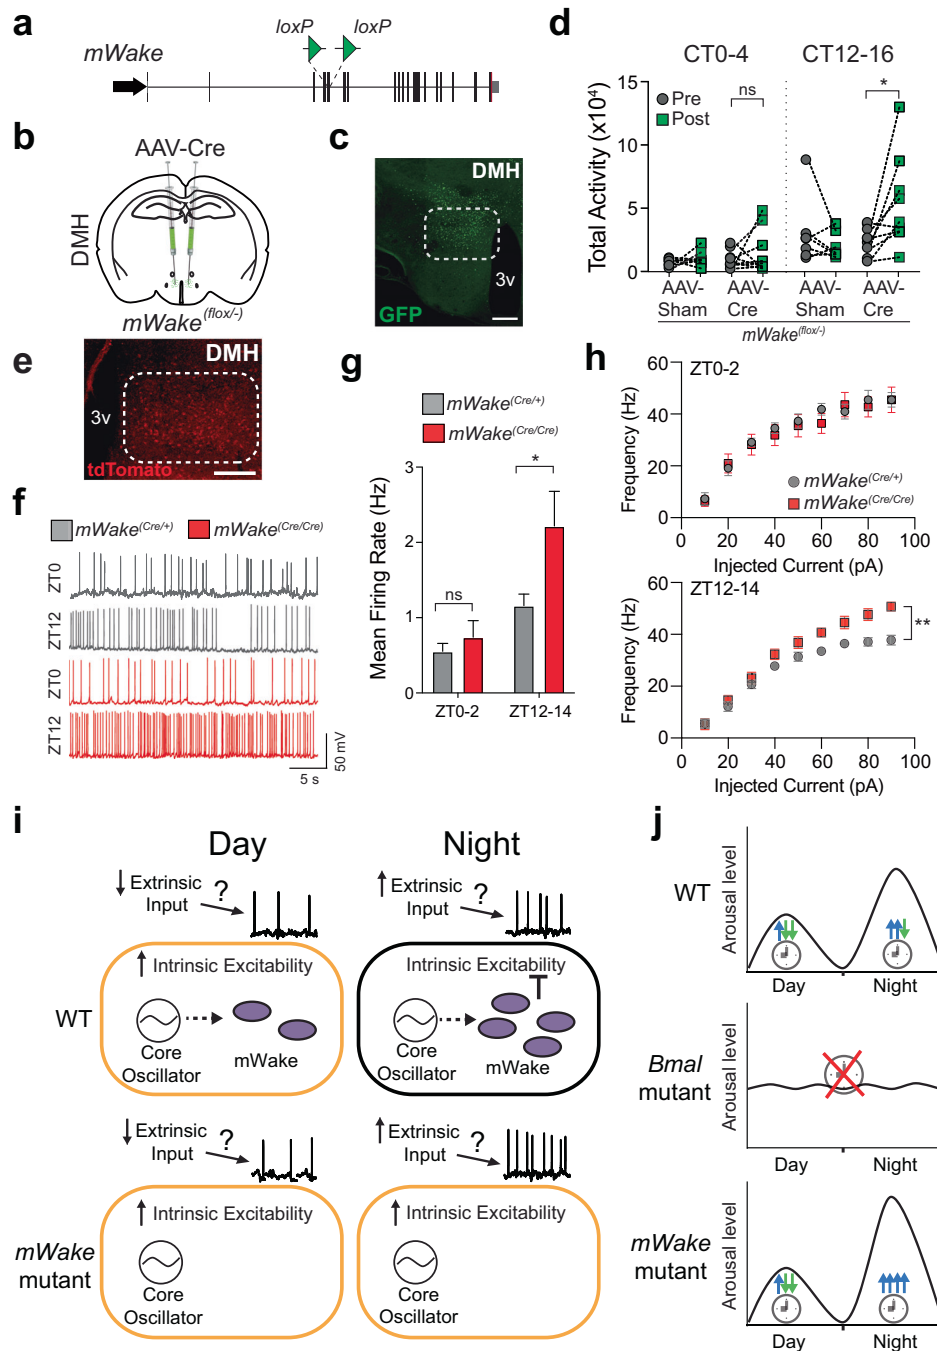 a
loxP loxP
mWake
b
AAV-Cre
DMH
mWake(flox/-)
c
DMH
3v
GFP
d
CT0-4 CT12-16
Pre
Post
ns
*
Total Activity (x10⁴)
15
10
5
0
AAV-Sham
AAV-Cre
AAV-Sham
AAV-Cre
mWake(flox/-)
e
DMH
3v
tdTomato
f
mWake(Cre/+) mWake(Cre/Cre)
ZT0
ZT12
ZT0
ZT12
50 mV
5 s
g
mWake(Cre/+)
mWake(Cre/Cre)
Mean Firing Rate (Hz)
3
2
1
0
ns
*
ZT0-2 ZT12-14
h
ZT0-2
Frequency (Hz)
60
40
20
0
mWake(Cre/+)
mWake(Cre/Cre)
0 20 40 60 80 100
Injected Current (pA)
ZT12-14
Frequency (Hz)
60
40
20
0
**
0 20 40 60 80 100
Injected Current (pA)
i
Day Night
WT
Extrinsic
Input
?
Intrinsic Excitability
Core
Oscillator
mWake
Extrinsic
Input
?
Intrinsic Excitability
Core
Oscillator
mWake
mWake
mutant
Extrinsic
Input
?
Intrinsic Excitability
Core
Oscillator
Extrinsic
Input
?
Intrinsic Excitability
Core
Oscillator
j
WT
Arousal level
Day Night
Bmal
mutant
Arousal level
Day Night
mWake
mutant
Arousal level
Day Night